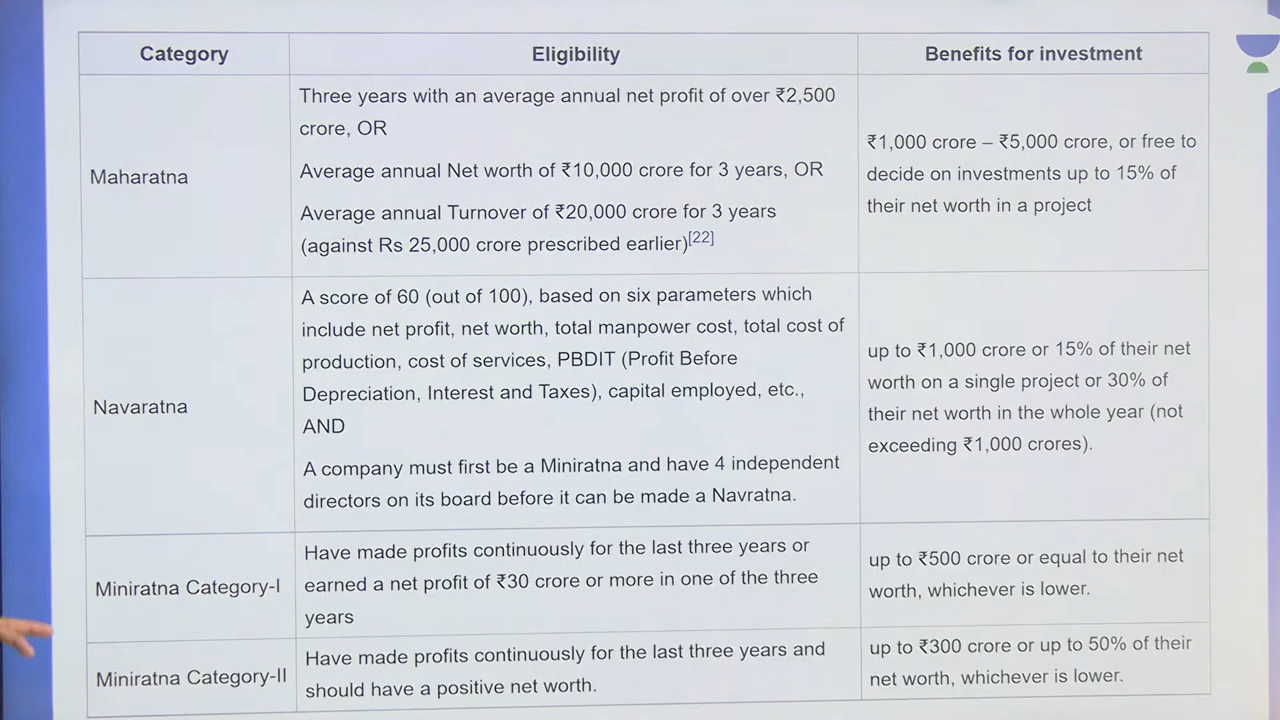 Category
Eligibility
Benefits for investment
Maharatna
Three years with an average annual net profit of over ₹2,500
crore, OR
Average annual Net worth of ₹10,000 crore for 3 years, OR
Average annual Turnover of ₹20,000 crore for 3 years
(against Rs 25,000 crore prescribed earlier)[22]
₹1,000 crore – ₹5,000 crore, or free to
decide on investments up to 15% of
their net worth in a project
Navaratna
A score of 60 (out of 100), based on six parameters which
include net profit, net worth, total manpower cost, total cost of
production, cost of services, PBDIT (Profit Before
Depreciation, Interest and Taxes), capital employed, etc.,
AND
A company must first be a Miniratna and have 4 independent
directors on its board before it can be made a Navratna.
up to ₹1,000 crore or 15% of their net
worth on a single project or 30% of
their net worth in the whole year (not
exceeding ₹1,000 crores).
Miniratna Category-I
Have made profits continuously for the last three years or
earned a net profit of ₹30 crore or more in one of the three
years
up to ₹500 crore or equal to their net
worth, whichever is lower.
Miniratna Category-II
Have made profits continuously for the last three years and
should have a positive net worth.
up to ₹300 crore or up to 50% of their
net worth, whichever is lower.